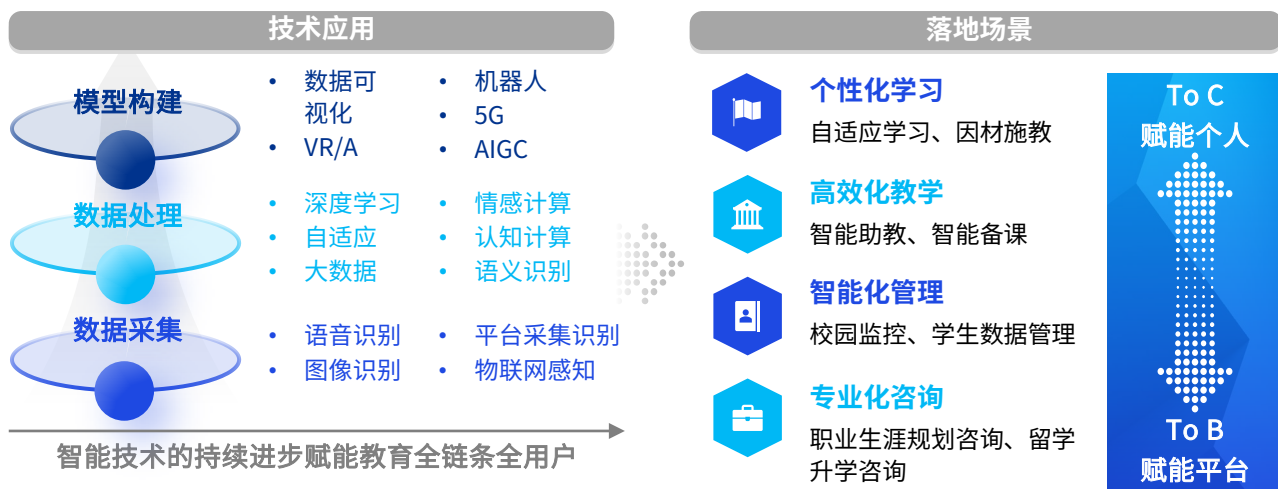 技术应用
模型构建
• 数据可
视化
• VR/A
• 机器人
• 5G
• AIGC
数据处理
• 深度学习
• 自适应
• 大数据
• 情感计算
• 认知计算
• 语义识别
数据采集
• 语音识别
• 图像识别
• 平台采集识别
• 物联网感知
智能技术的持续进步赋能教育全链条全用户
落地场景
个性化学习
自适应学习、因材施教
高效化教学
智能助教、智能备课
智能化管理
校园监控、学生数据管理
专业化咨询
职业生涯规划咨询、留学
升学咨询
To C
赋能个人
To B
赋能平台